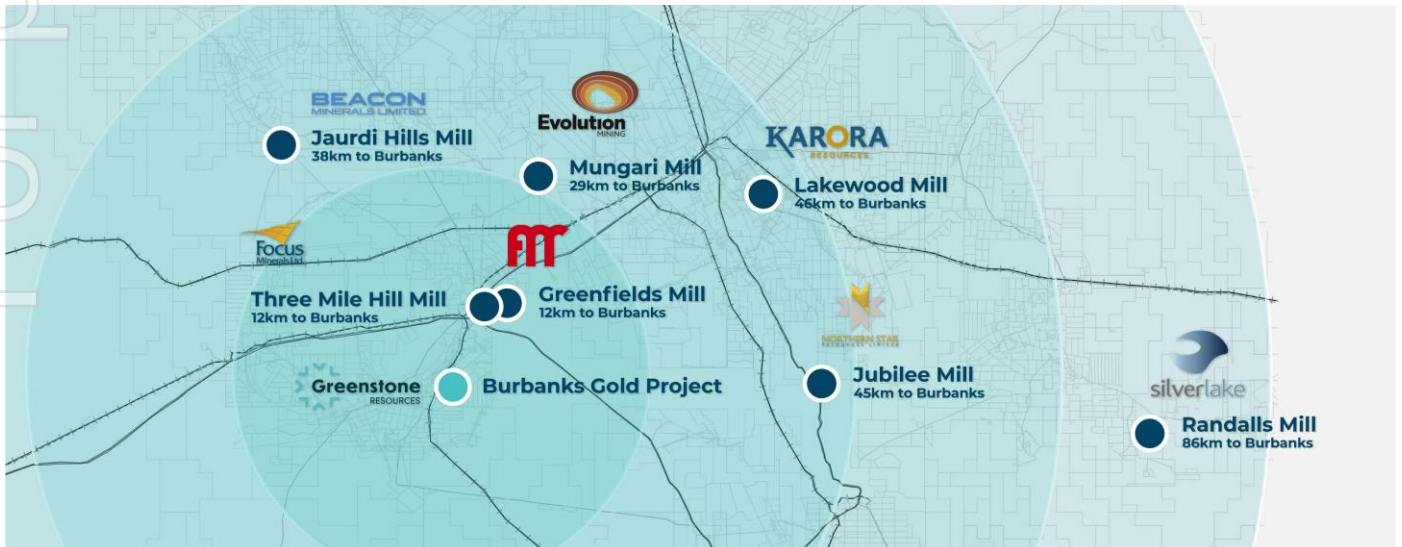 BEACON
MINERALS LIMITED
Jaurdi Hills Mill
38km to Burbanks
Evolution
MINING
Mungari Mill
29km to Burbanks
KARORA
RESOURCES
Lakewood Mill
46km to Burbanks
Focus
Minerals Ltd.
Three Mile Hill Mill
12km to Burbanks
Greenfields Mill
12km to Burbanks
NORTHERN STAR
RESOURCES LIMITED
Greenstone
RESOURCES
Burbanks Gold Project
Jubilee Mill
45km to Burbanks
silverlake
Randalls Mill
86km to Burbanks